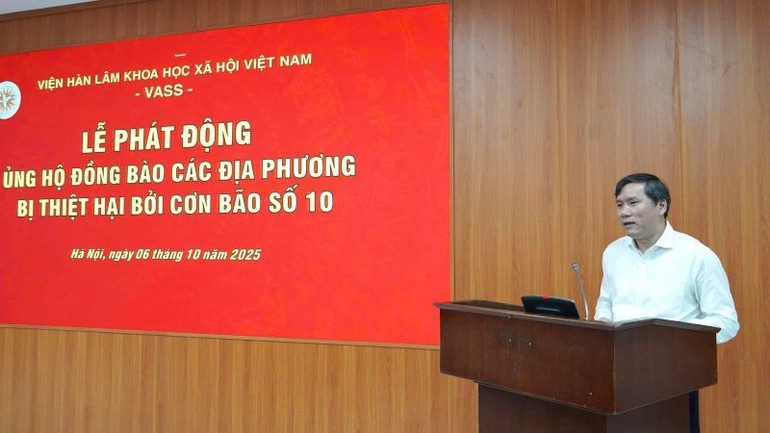 VIỆN HÀN LÂM KHOA HỌC XÃ HỘI VIỆT NAM
- VASS -
LỄ PHÁT ĐỘNG
ỦNG HỘ ĐỒNG BÀO CÁC ĐỊA PHƯƠNG
BỊ THIỆT HẠI BỞI CƠN BÃO SỐ 10
Hà Nội, ngày 06 tháng 10 năm 2025